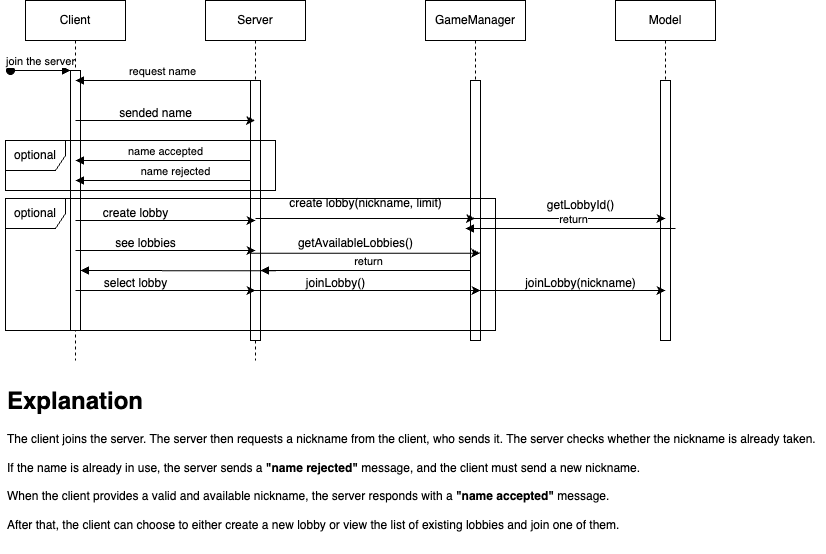 Client
Server
GameManager
Model
join the server
request name
sended name
optional
name accepted
name rejected
optional
create lobby
create lobby(nickname, limit)
getLobbyId()
return
see lobbies
getAvailableLobbies()
return
select lobby
joinLobby()
joinLobby(nickname)
Explanation
The client joins the server. The server then requests a nickname from the client, who sends it. The server checks whether the nickname is already taken.
If the name is already in use, the server sends a "name rejected" message, and the client must send a new nickname.
When the client provides a valid and available nickname, the server responds with a "name accepted" message.
After that, the client can choose to either create a new lobby or view the list of existing lobbies and join one of them.